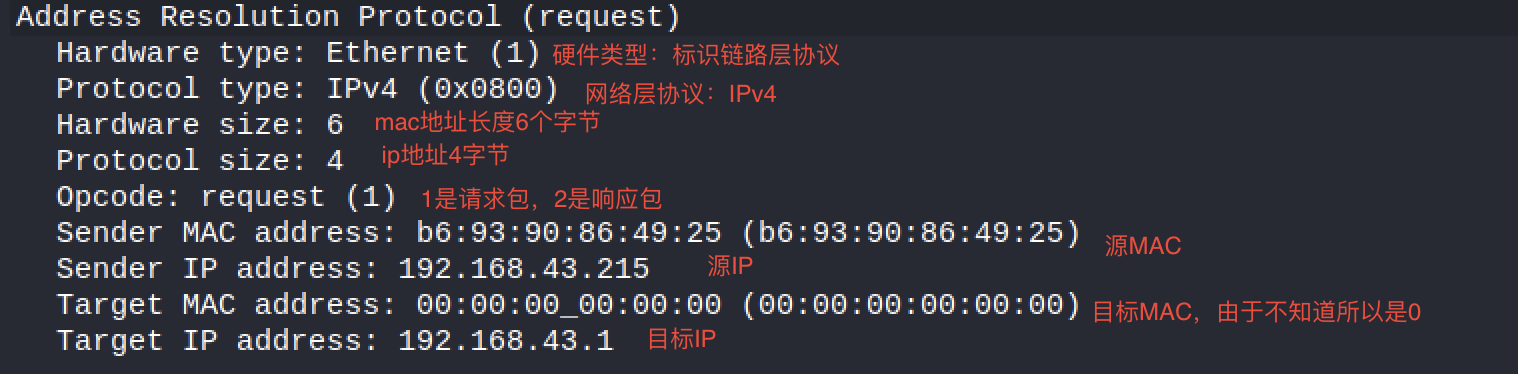 Address Resolution Protocol (request)
Hardware type: Ethernet (1) 硬件类型：标识链路层协议
Protocol type: IPv4 (0x0800) 网络层协议：IPv4
Hardware size: 6 mac地址长度6个字节
Protocol size: 4 ip地址4字节
Opcode: request (1) 1是请求包，2是响应包
Sender MAC address: b6:93:90:86:49:25 (b6:93:90:86:49:25) 源MAC
Sender IP address: 192.168.43.215 源IP
Target MAC address: 00:00:00_00:00:00 (00:00:00:00:00:00) 目标MAC，由于不知道所以是0
Target IP address: 192.168.43.1 目标IP